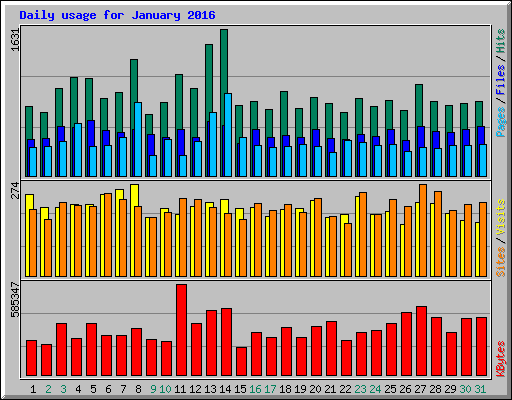 Daily usage for January 2016
1631
Pages / Files / Hits
274
Sites / Visits
585347
KBytes
1 2 3 4 5 6 7 8 9 10 11 12 13 14 15 16 17 18 19 20 21 22 23 24 25 26 27 28 29 30 31